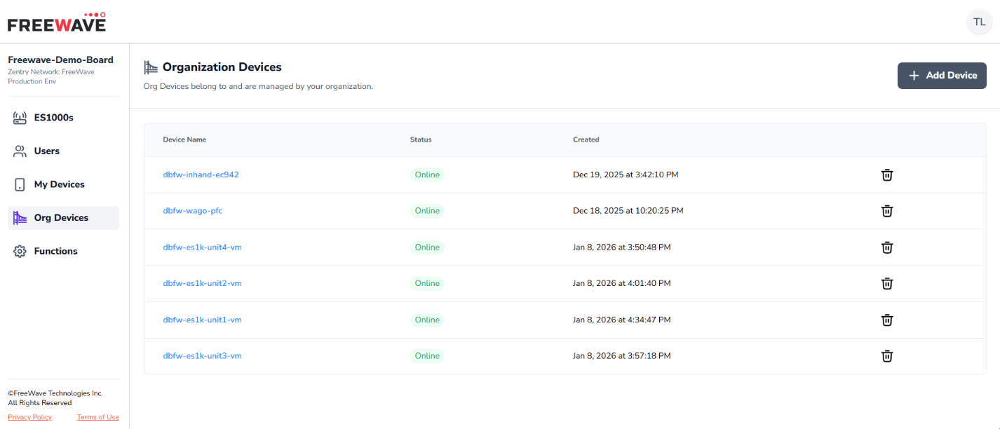 FREEWAVE
TL
Freewave-Demo-Board
Zentry Network: FreeWave
Production Env
ES1000s
Users
My Devices
Org Devices
Functions
©FreeWave Technologies Inc.
All Rights Reserved
Privacy Policy Terms of Use
Organization Devices
Org Devices belong to and are managed by your organization.
+ Add Device
Device Name Status Created
dbfw-inhand-ec942 Online Dec 19, 2025 at 3:42:10 PM
dbfw-wago-pfc Online Dec 18, 2025 at 10:20:25 PM
dbfw-es1k-unit4-vm Online Jan 8, 2026 at 3:50:48 PM
dbfw-es1k-unit2-vm Online Jan 8, 2026 at 4:01:40 PM
dbfw-es1k-unit1-vm Online Jan 8, 2026 at 4:34:47 PM
dbfw-es1k-unit3-vm Online Jan 8, 2026 at 3:57:18 PM